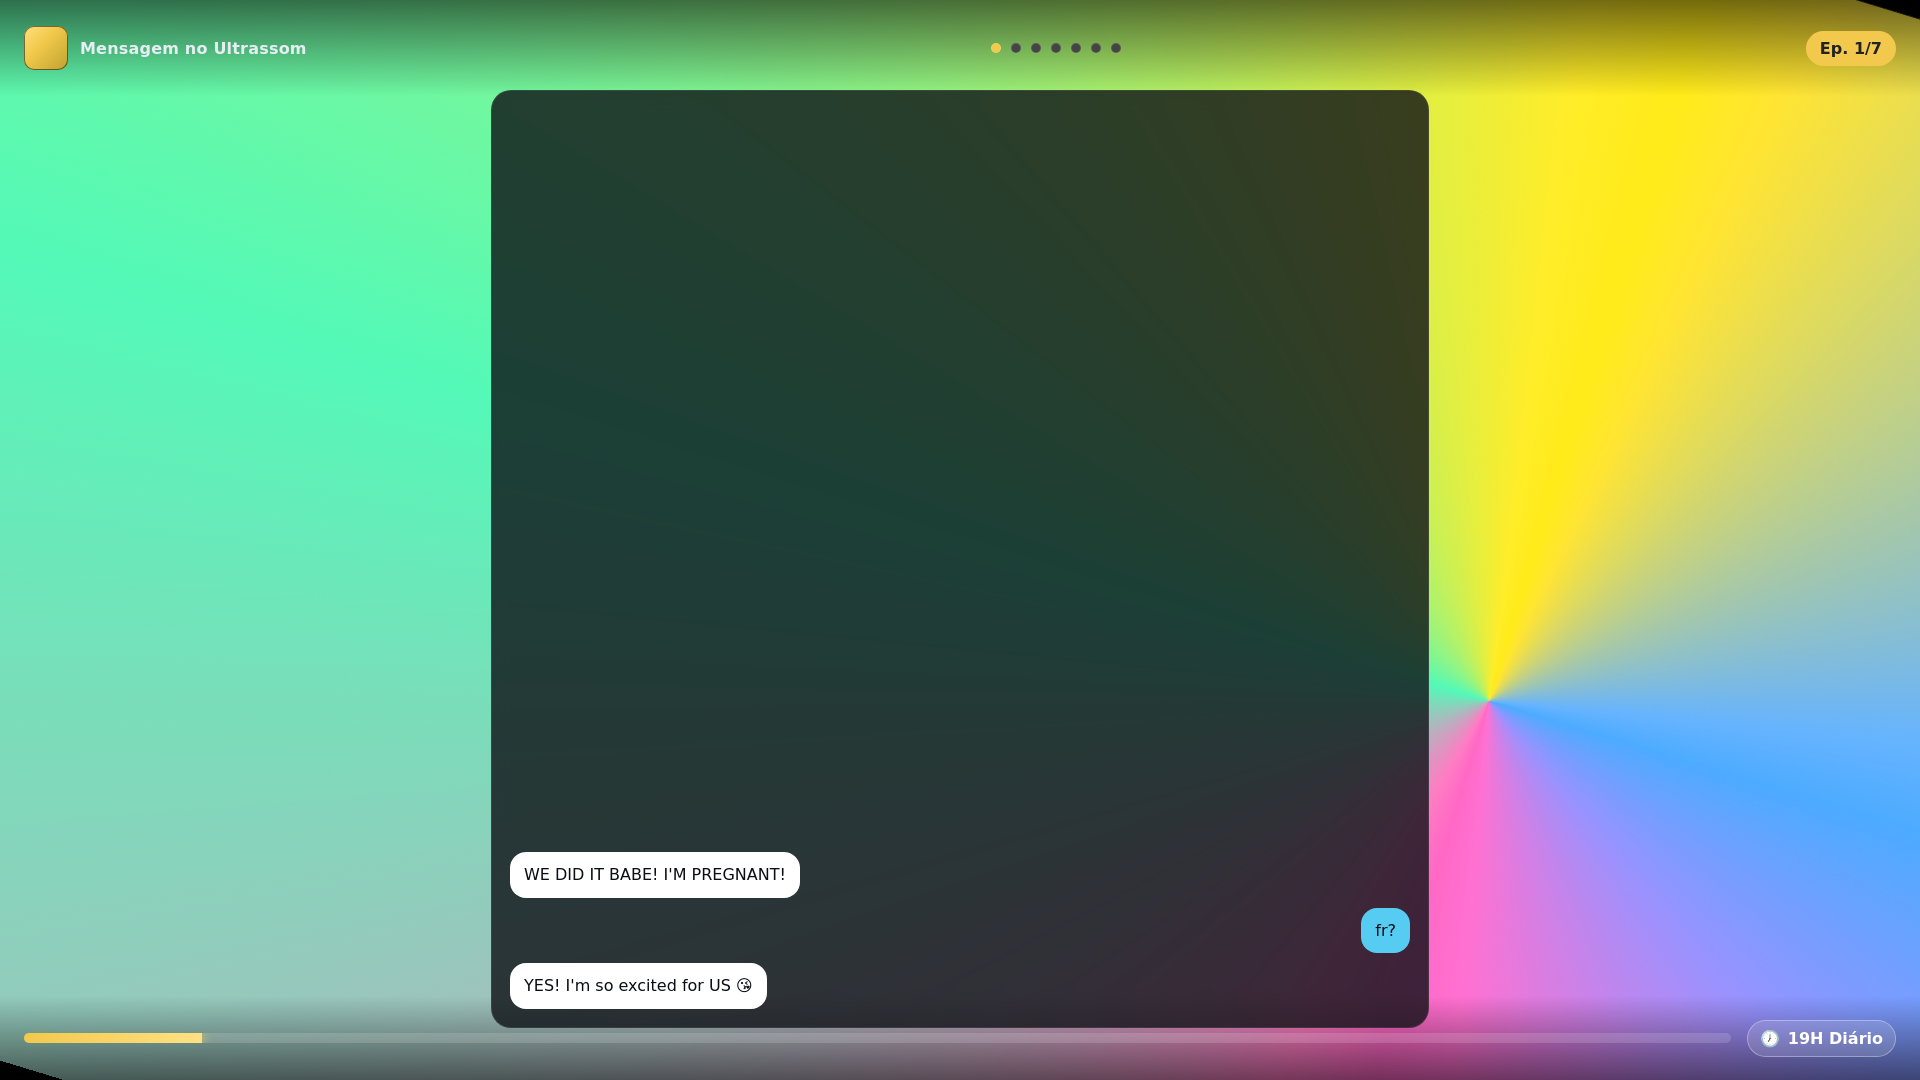 Mensagem no Ultrassom
Ep. 1/7
WE DID IT BABE! I'M PREGNANT!
fr?
YES! I'm so excited for US 😘
🕖 19H Diário